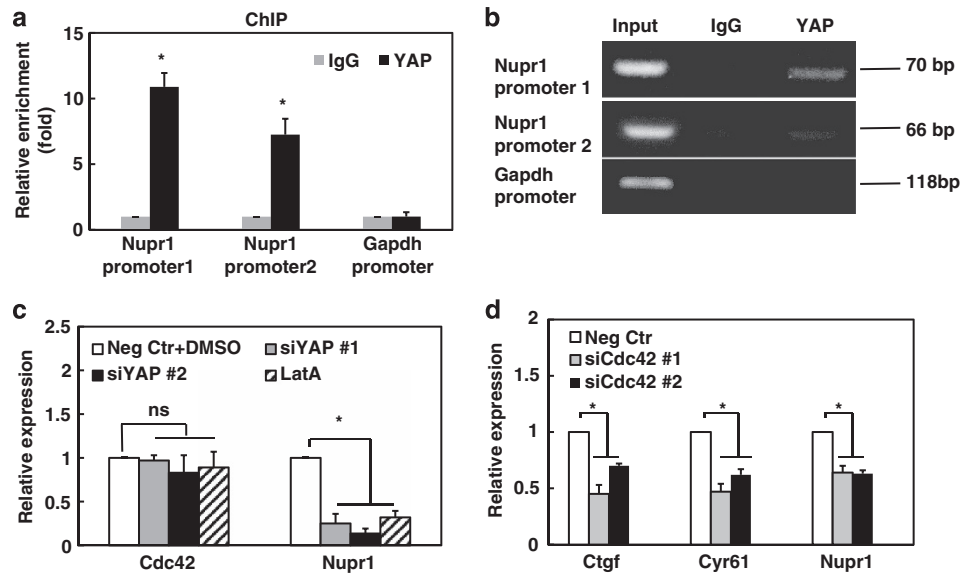 a
ChIP
Relative enrichment
(fold)
15
10
5
0
IgG
YAP
*
*
Nupr1
promoter1
Nupr1
promoter2
Gapdh
promoter
b
Input
IgG
YAP
Nupr1
promoter 1
70 bp
Nupr1
promoter 2
66 bp
Gapdh
promoter
118bp
c
Relative expression
2.5
2
1.5
1
0.5
0
Neg Ctr+DMSO
siYAP #1
siYAP #2
LatA
ns
*
Cdc42
Nupr1
d
Relative expression
2
1.5
1
0.5
0
Neg Ctr
siCdc42 #1
siCdc42 #2
*
*
*
Ctgf
Cyr61
Nupr1